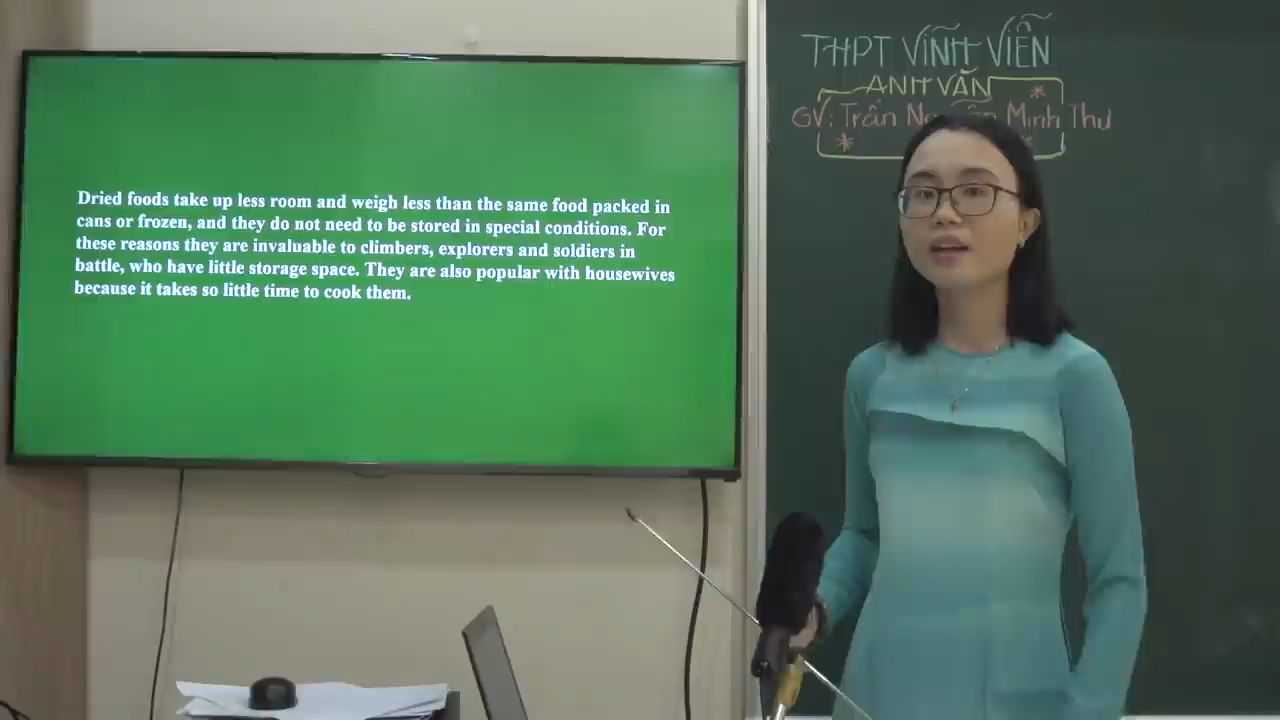 Dried foods take up less room and weigh less than the same food packed in
cans or frozen, and they do not need to be stored in special conditions. For
these reasons they are invaluable to climbers, explorers and soldiers in
battle, who have little storage space. They are also popular with housewives
because it takes so little time to cook them.
THPT VĨNH VIỄN
ANH VĂN
GV: Trần Minh Thư